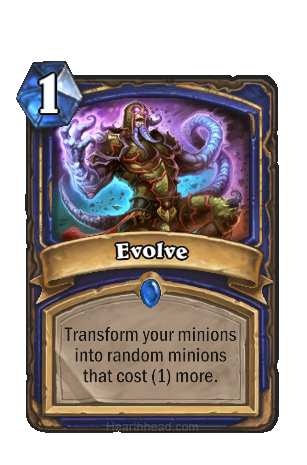 1
Evolve
Transform your minions
into random minions
that cost (1) more.
Hearthhead.com